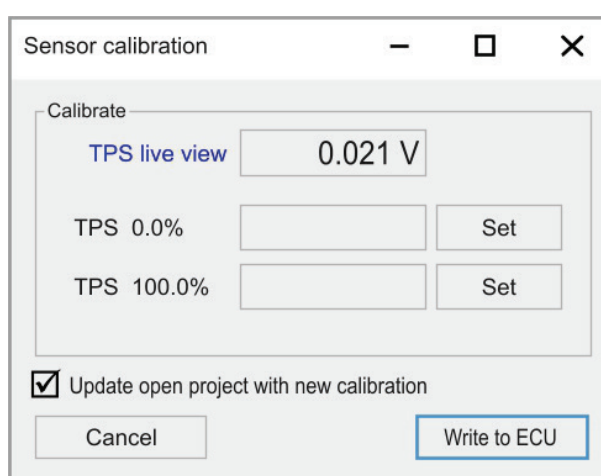 Sensor calibration
Calibrate
TPS live view 0.021 V
TPS 0.0% Set
TPS 100.0% Set
Update open project with new calibration
Cancel Write to ECU